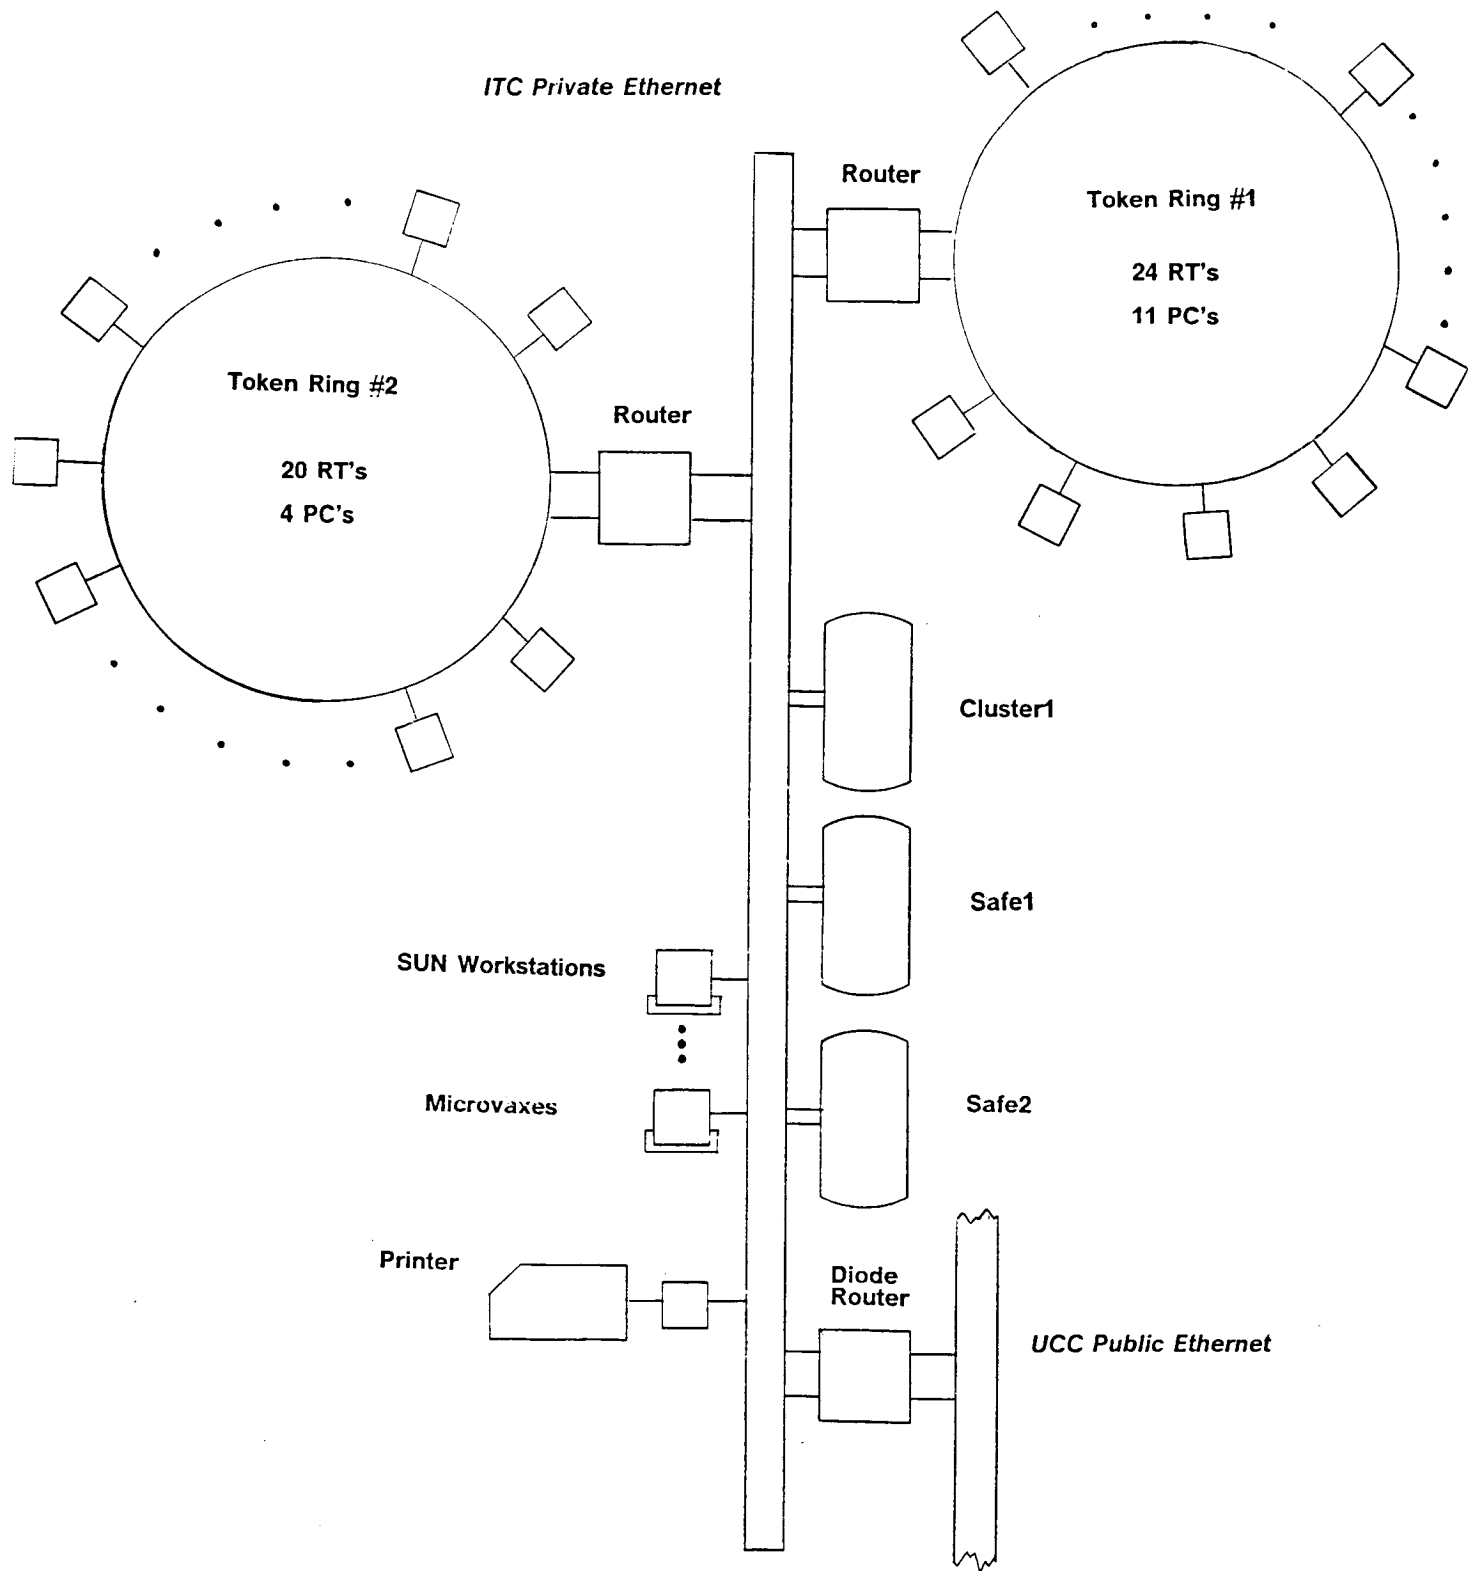 ITC Private Ethernet
Router
Token Ring #1
24 RT's
11 PC's
Token Ring #2
20 RT's
4 PC's
Router
Cluster1
Safe1
SUN Workstations
Microvaxes
Safe2
Printer
Diode
Router
UCC Public Ethernet